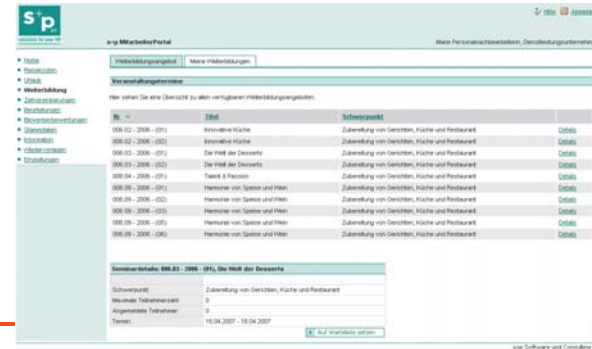 s+p AG
solutions for your HR
Hilfe Abmelden
s+p MitarbeiterPortal
Marie Personalsachbearbeiterin, Dienstleistungsunternehmen
Home
Reisekosten
Urlaub
Weiterbildung
Zielvereinbarungen
Beurteilungen
Bewerberbewertungen
Stammdaten
Information
Wiedervorlagen
Einstellungen
Weiterbildungsangebot Meine Weiterbildungen
Veranstaltungstermine
Hier sehen Sie eine Übersicht zu allen verfügbaren Weiterbildungsangeboten.
Nr. Titel Schwerpunkt
006.02 - 2006 - (01) Innovative Küche Zubereitung von Gerichten, Küche und Restaurant Details
006.02 - 2006 - (02) Innovative Küche Zubereitung von Gerichten, Küche und Restaurant Details
006.03 - 2006 - (01) Die Welt der Desserts Zubereitung von Gerichten, Küche und Restaurant Details
006.03 - 2006 - (02) Die Welt der Desserts Zubereitung von Gerichten, Küche und Restaurant Details
006.04 - 2006 - (01) Talent & Passion Zubereitung von Gerichten, Küche und Restaurant Details
006.09 - 2006 - (01) Harmonie von Speise und Wein Zubereitung von Gerichten, Küche und Restaurant Details
006.09 - 2006 - (02) Harmonie von Speise und Wein Zubereitung von Gerichten, Küche und Restaurant Details
006.09 - 2006 - (03) Harmonie von Speise und Wein Zubereitung von Gerichten, Küche und Restaurant Details
006.09 - 2006 - (05) Harmonie von Speise und Wein Zubereitung von Gerichten, Küche und Restaurant Details
006.09 - 2006 - (06) Harmonie von Speise und Wein Zubereitung von Gerichten, Küche und Restaurant Details
Seminardetails: 006.03 - 2006 - (01), Die Welt der Desserts
Schwerpunkt: Zubereitung von Gerichten, Küche und Restaurant
Maximale Teilnehmerzahl: 0
Angemeldete Teilnehmer: 0
Termin: 18.04.2007 - 19.04.2007
Auf Warteliste setzen
s+p Software und Consulting